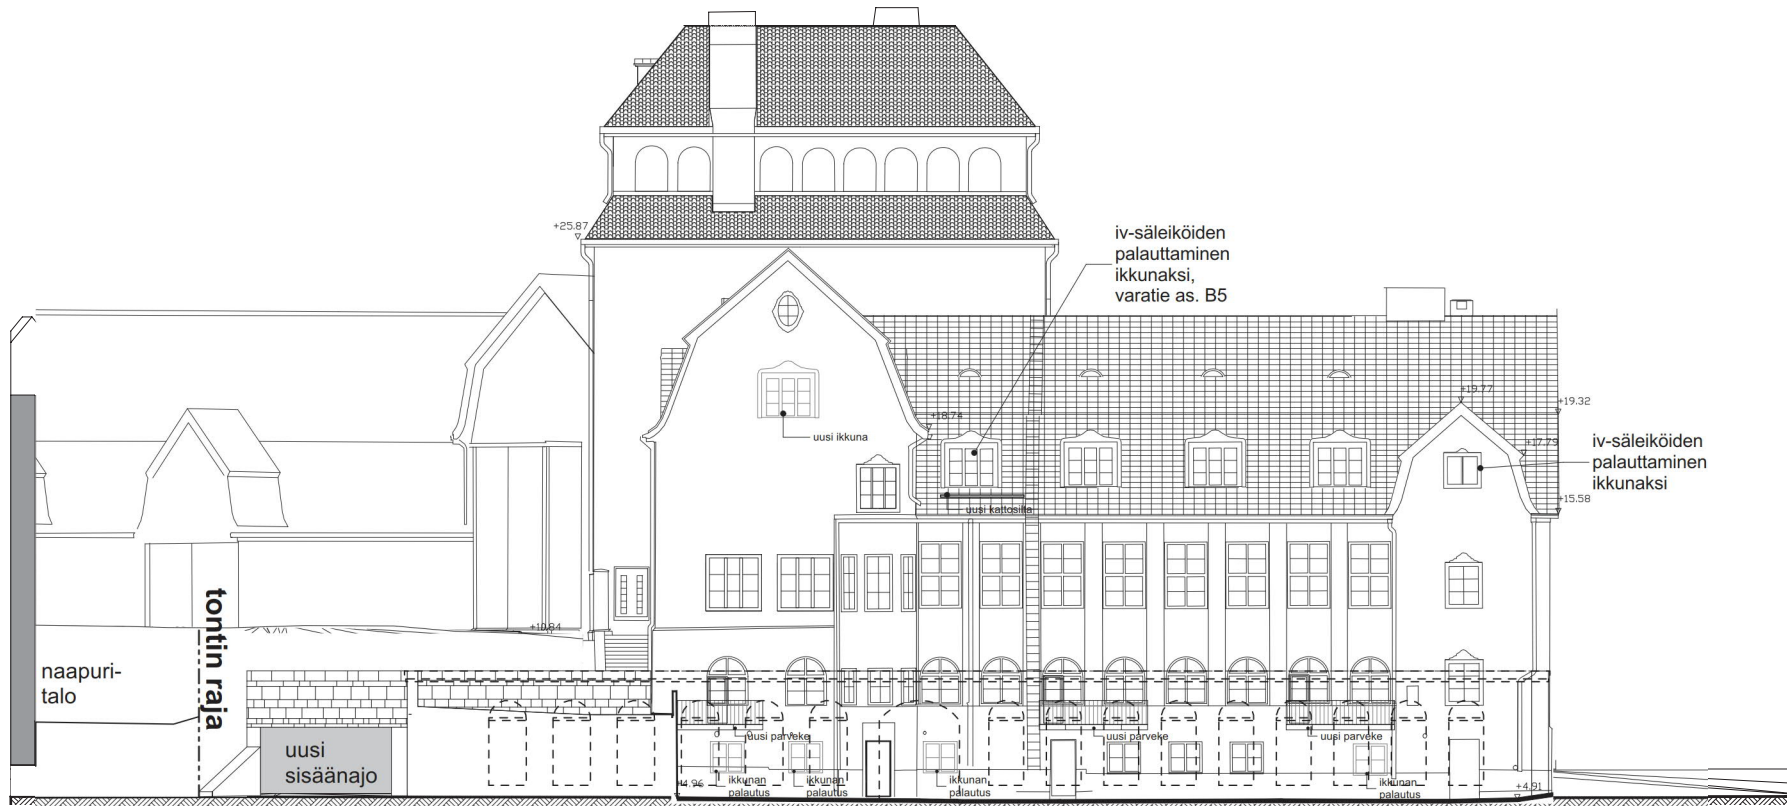 +25.87
iv-säleiköiden
palauttaminen
ikkunaksi,
varatie as. B5
+19.77
+19.32
+18.74
uusi ikkuna
+17.79
iv-säleiköiden
palauttaminen
ikkunaksi
+15.58
uusi kattosilta
+10.84
tontin raja
naapuri-
talo
uusi
sisäänajo
uusi parveke
uusi parveke
uusi parveke
+4.96
ikkunan
palautus
ikkunan
palautus
ikkunan
palautus
ikkunan
palautus
+4.91